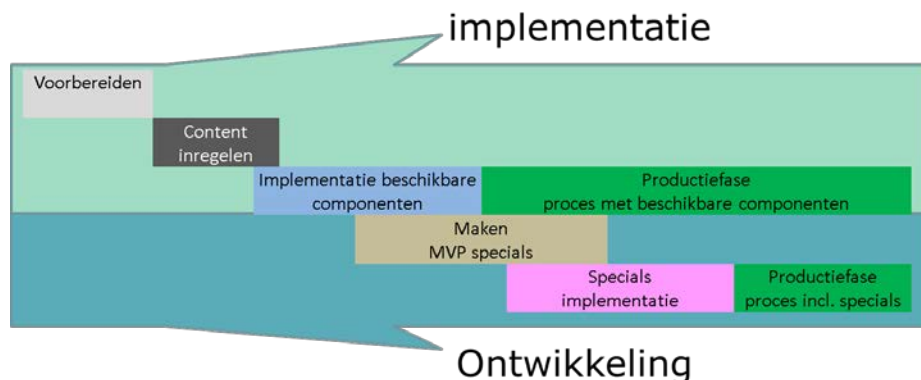 implementatie
Voorbereiden
Content
inregelen
Implementatie beschikbare
componenten
Productiefase
proces met beschikbare componenten
Maken
MVP specials
Specials
implementatie
Productiefase
proces incl. specials
Ontwikkeling